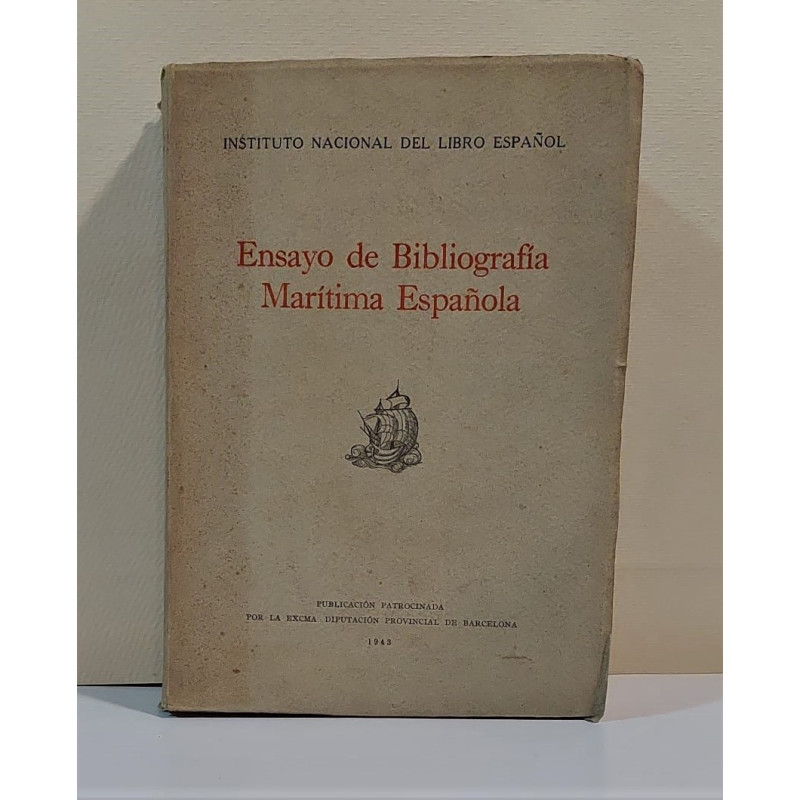 INSTITUTO NACIONAL DEL LIBRO ESPAÑOL
Ensayo de Bibliografía
Marítima Española
PUBLICACIÓN PATROCINADA
POR LA EXCMA. DIPUTACIÓN PROVINCIAL DE BARCELONA
1943